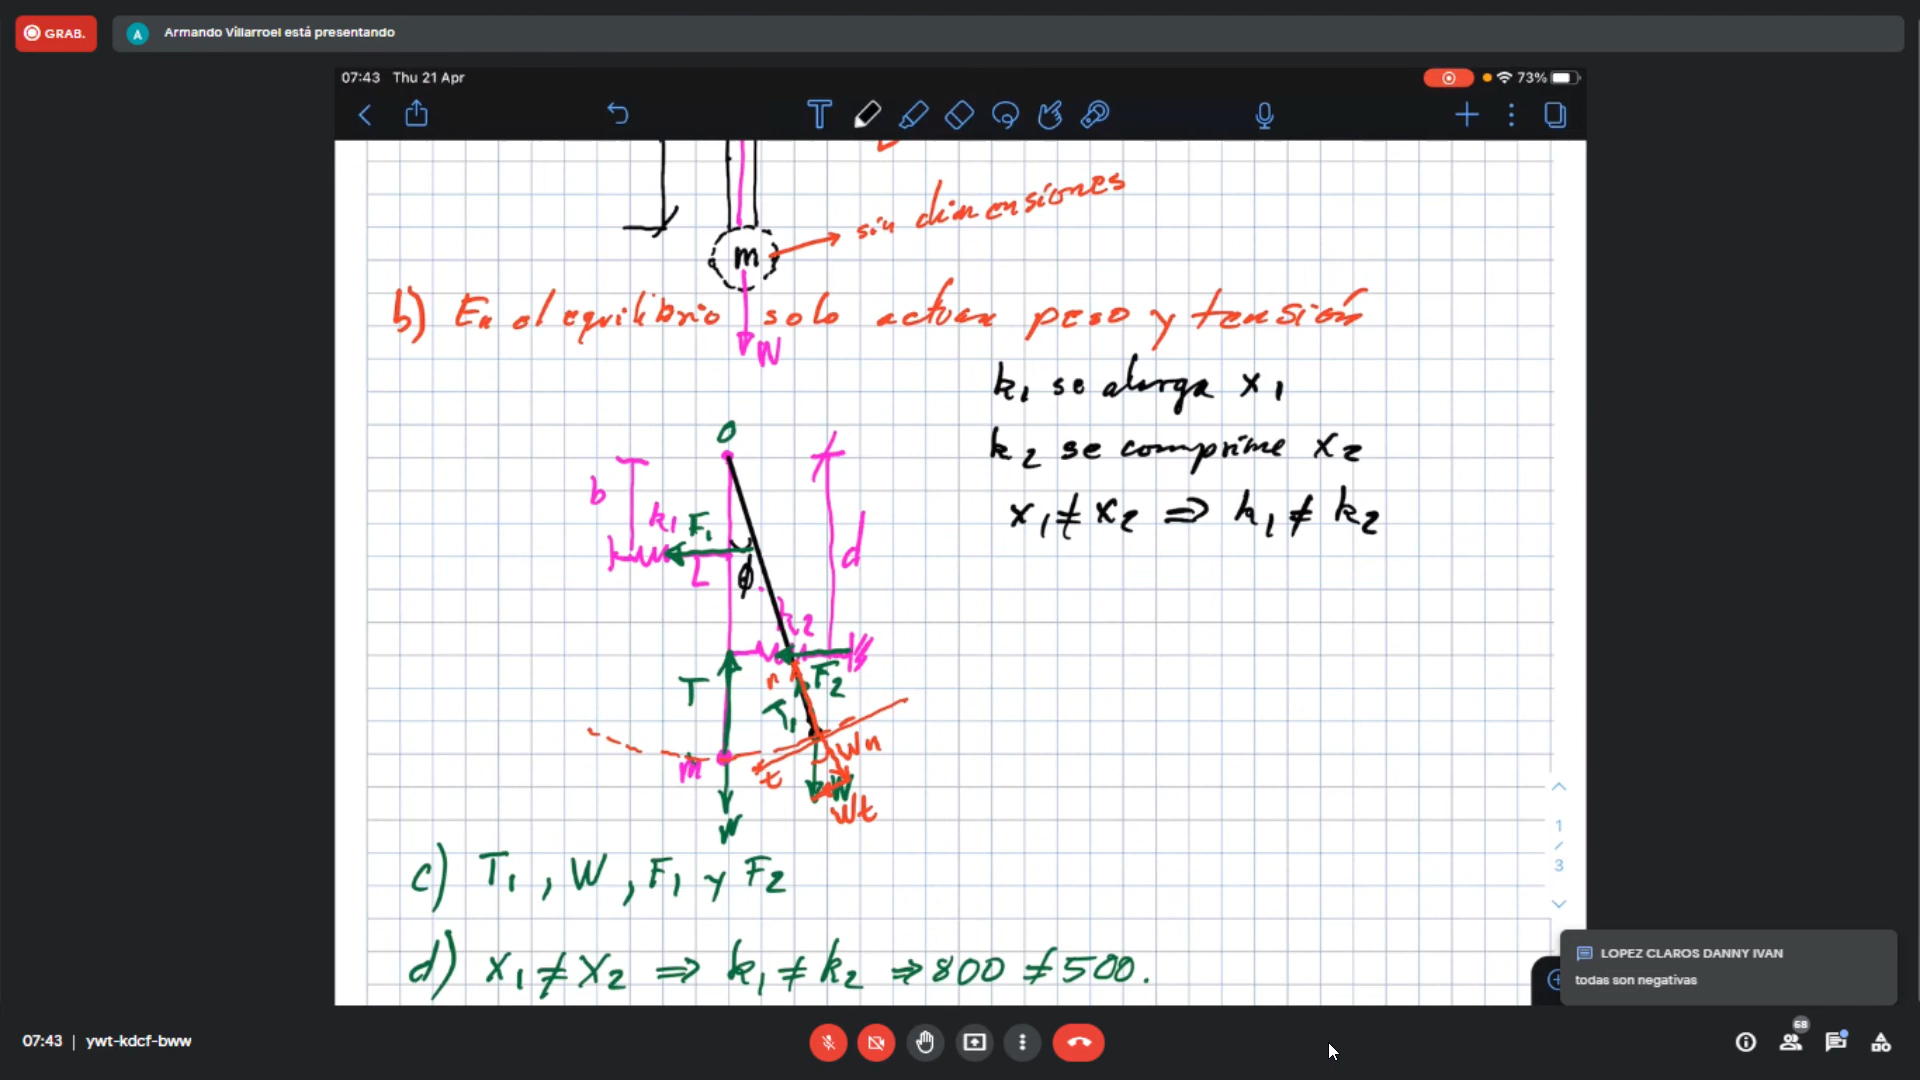 GRAB.
A Armando Villarroel está presentando
07:43 Thu 21 Apr
73%
sin dimensiones
m
b) En el equilibrio solo actuan peso y tensión
W
k1 se alarga x1
k2 se comprime x2
x1 ≠ x2 ⇒ k1 ≠ k2
O
b
k1 F1
d
L
φ
k2
T
n
F2
T1
Wn
m
t
W
Wt
W
c) T1, W, F1 y F2
d) x1 ≠ x2 ⇒ k1 ≠ k2 ⇒ 800 ≠ 500.
1
/
3
LOPEZ CLAROS DANNY IVAN
todas son negativas
07:43 | ywt-kdcf-bww
68